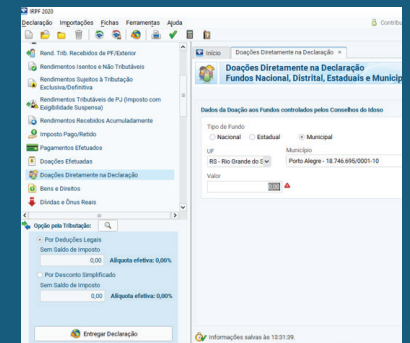 IRPF 2020
Declaração Importações Fichas Ferramentas Ajuda
Contribu
Rend. Trib. Recebidos de PF/Exterior
Rendimentos Isentos e Não Tributáveis
Rendimentos Sujeitos à Tributação
Exclusiva/Definitiva
Rendimentos Tributáveis de PJ (Imposto com
Exigibilidade Suspensa)
Rendimentos Recebidos Acumuladamente
Imposto Pago/Retido
Pagamentos Efetuados
Doações Efetuadas
Doações Diretamente na Declaração
Bens e Direitos
Dívidas e Ônus Reais
Opção pela Tributação:
Por Deduções Legais
Sem Saldo de Imposto
0,00 Alíquota efetiva: 0,00%
Por Desconto Simplificado
Sem Saldo de Imposto
0,00 Alíquota efetiva: 0,00%
Entregar Declaração
Início
Doações Diretamente na Declaração ×
Doações Diretamente na Declaração
Fundos Nacional, Distrital, Estaduais e Municip
Dados da Doação aos Fundos controlados pelos Conselhos do Idoso
Tipo de Fundo
Nacional Estadual Municipal
UF Município
RS - Rio Grande do S Porto Alegre - 18.746.695/0001-10
Valor
0,00
Informações salvas às 13:31:39.